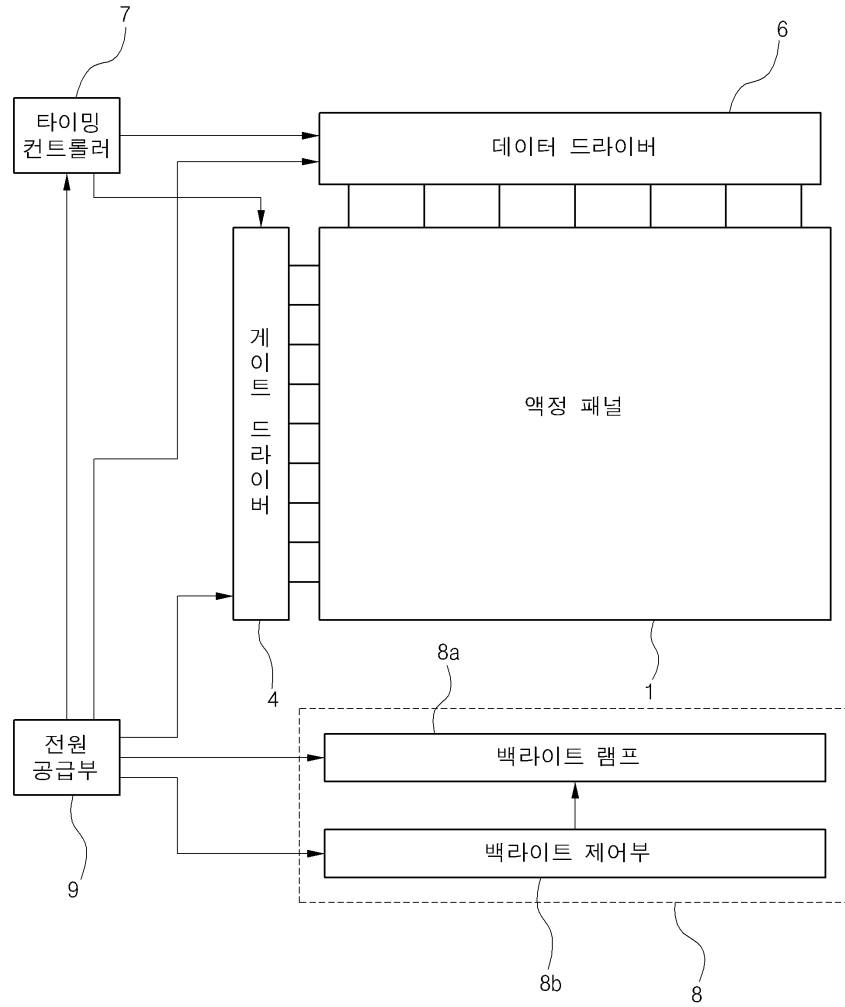 7
6
타이밍
컨트롤러
데이터 드라이버
게이트 드라이버
액정 패널
4
1
8a
전원
공급부
백라이트 램프
백라이트 제어부
9
8b
8